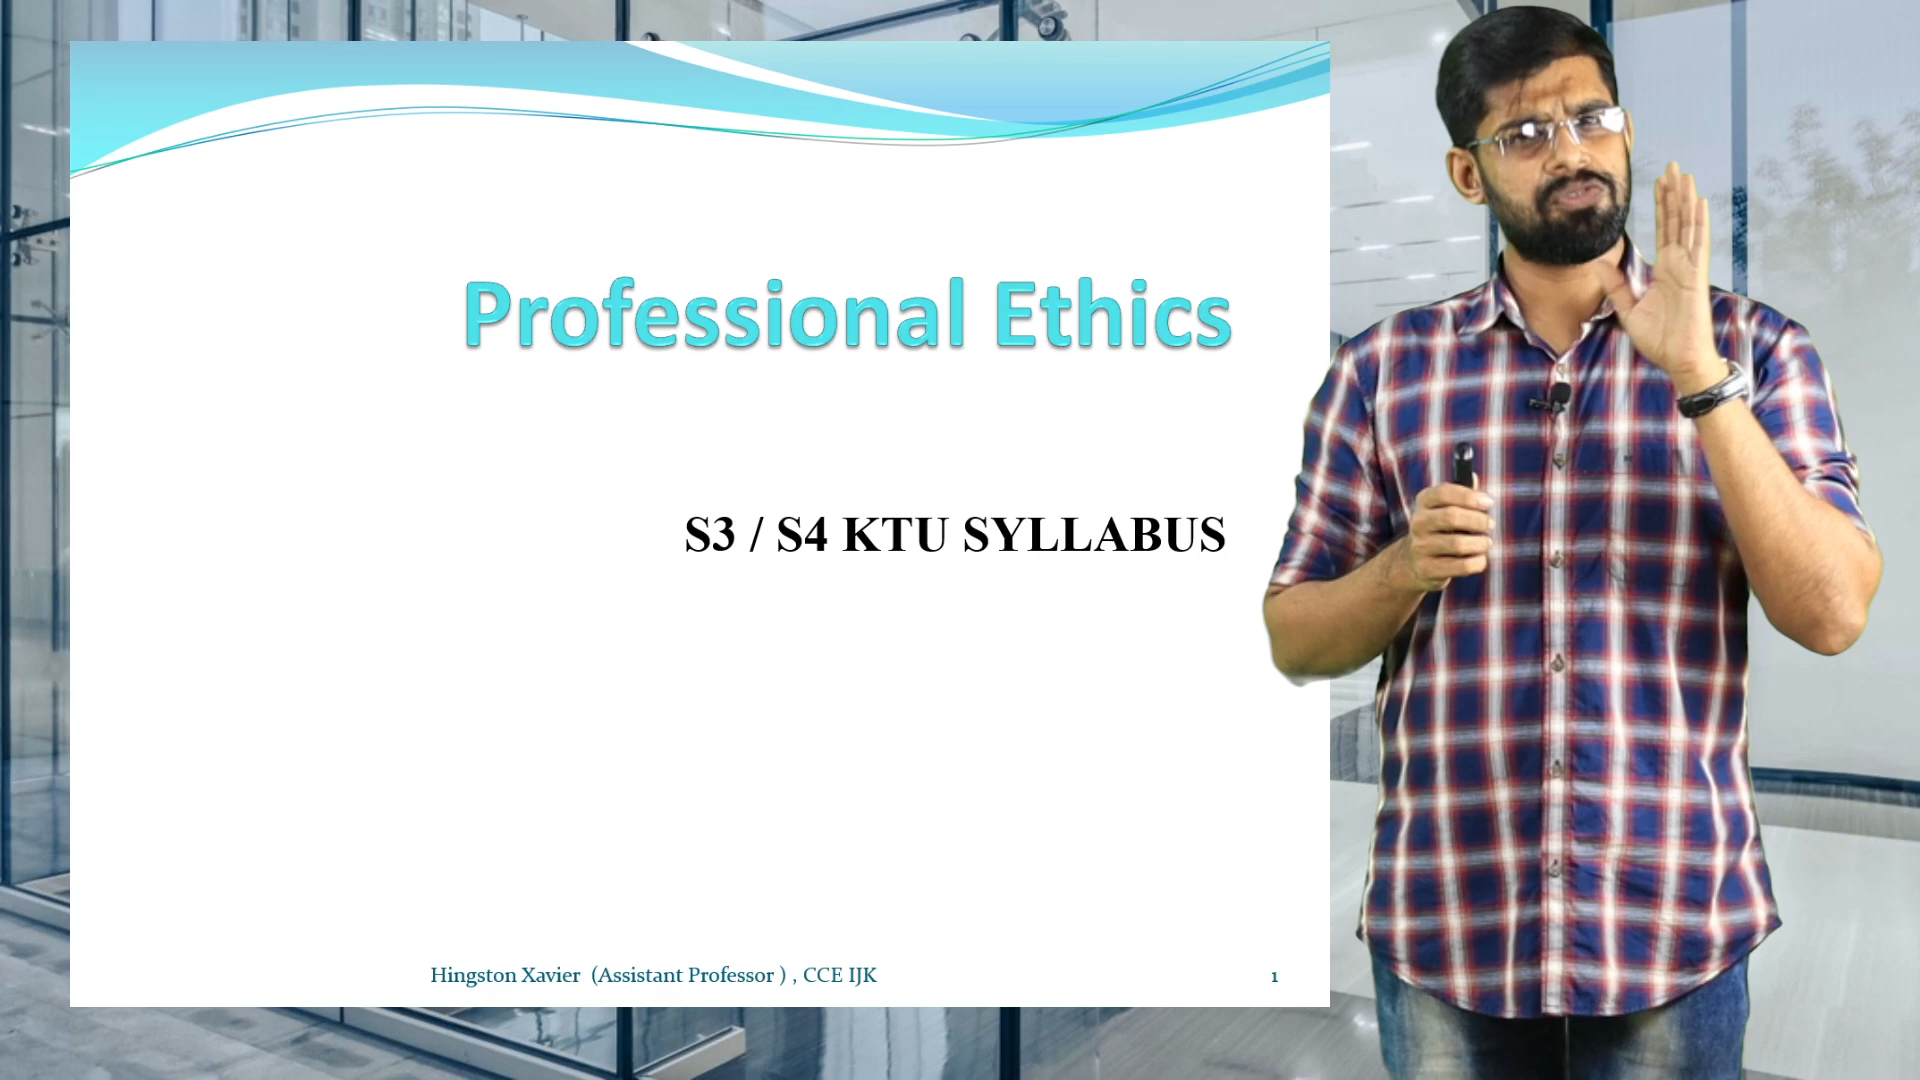 Professional Ethics
S3 / S4 KTU SYLLABUS
Hingston Xavier (Assistant Professor ) , CCE IJK
1